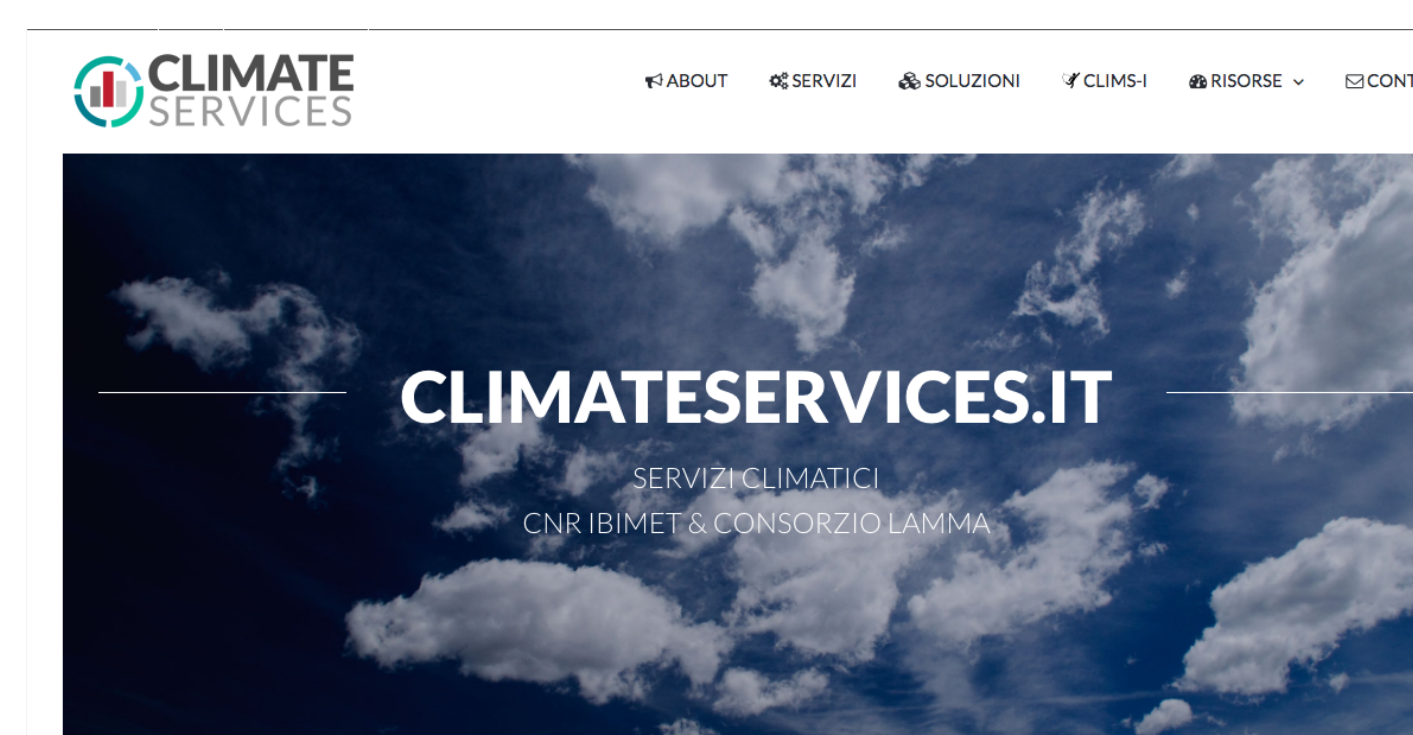 CLIMATE
SERVICES
ABOUT SERVIZI SOLUZIONI CLIMS-I RISORSE
CLIMATESERVICES.IT
SERVIZI CLIMATICI
CNR IBIMET & CONSORZIO LAMMA